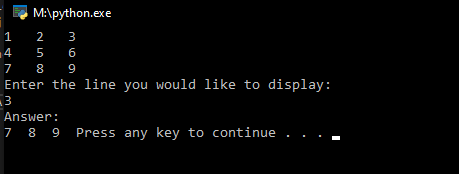 M:\python.exe
1 2 3
4 5 6
7 8 9
Enter the line you would like to display:
3
Answer:
7 8 9 Press any key to continue . . .